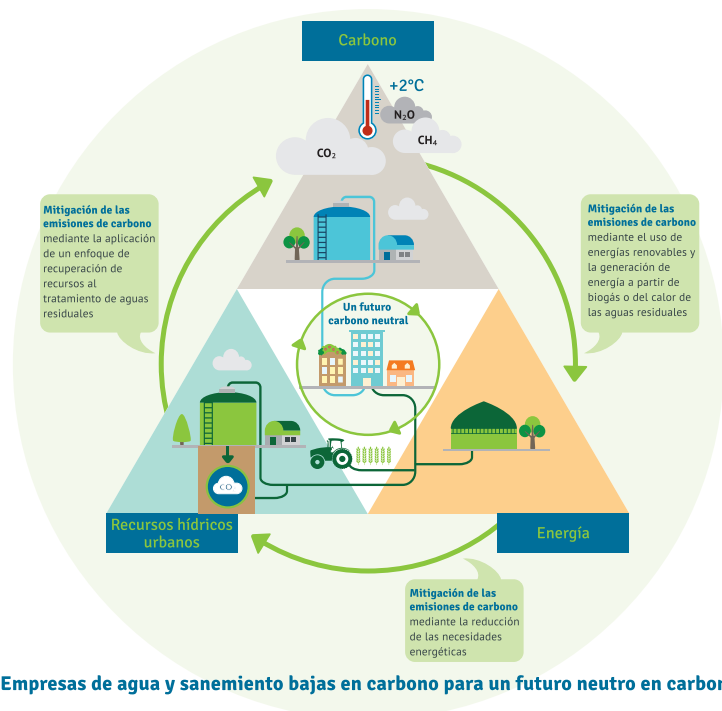 Carbono
+2°C
N₂O
CH₄
CO₂
Mitigación de las
emisiones de carbono
mediante la aplicación
de un enfoque de
recuperación de
recursos al
tratamiento de aguas
residuales
Mitigación de las
emisiones de carbono
mediante el uso de
energías renovables y
la generación de
energía a partir de
biogás o del calor de
las aguas residuales
Un futuro
carbono neutral
CO
Recursos hídricos
urbanos
Energía
Mitigación de las
emisiones de carbono
mediante la reducción
de las necesidades
energéticas
Empresas de agua y sanemiento bajas en carbono para un futuro neutro en carbon